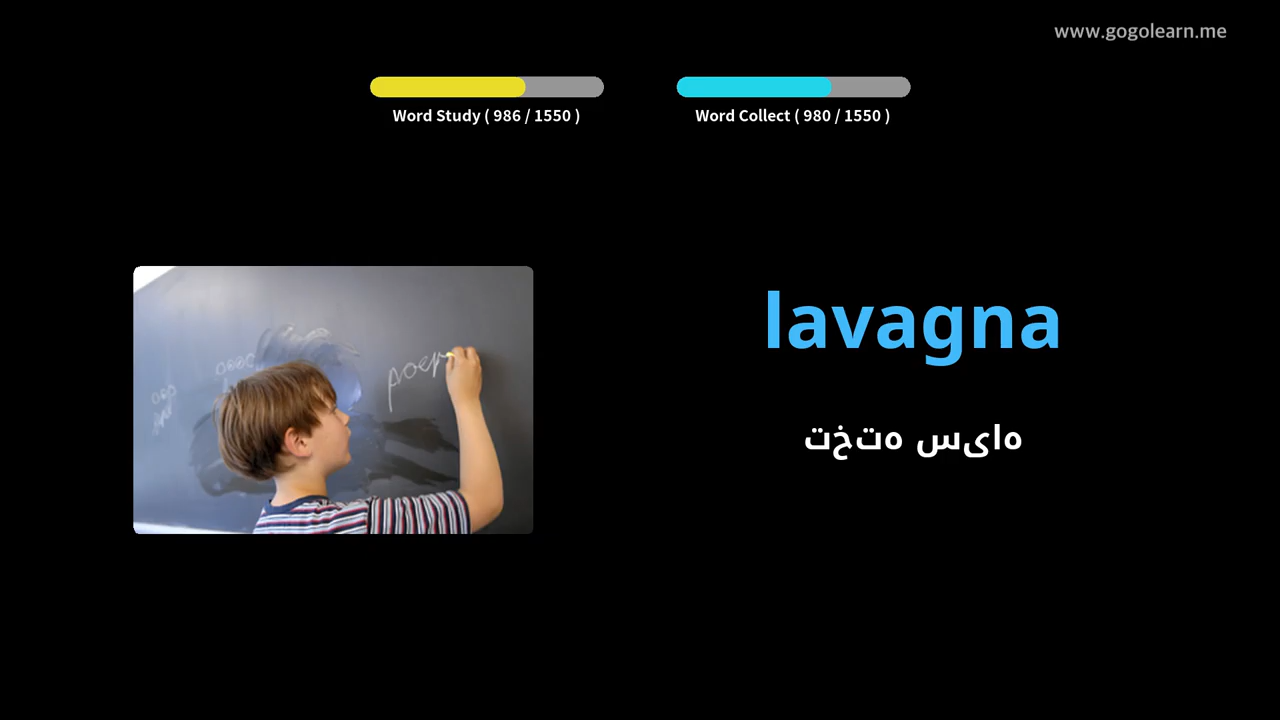 www.gogolearn.me
Word Study ( 986 / 1550 )
Word Collect ( 980 / 1550 )
lavagna
تخته سیاه